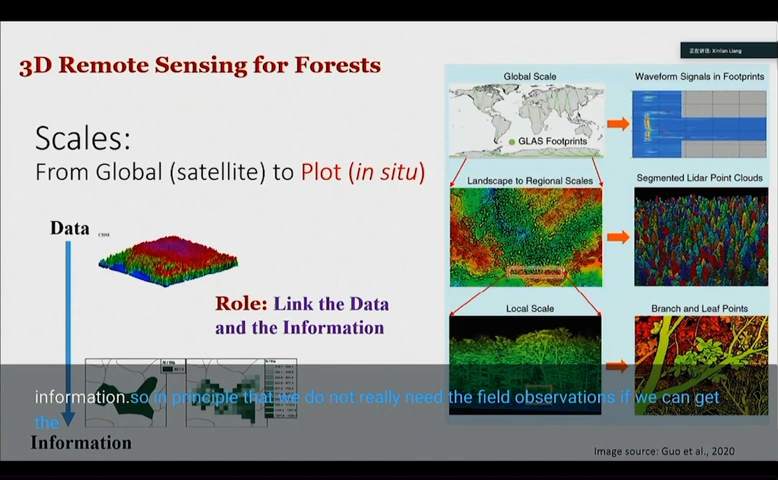 正在讲话: Xinlian Liang
3D Remote Sensing for Forests
Scales:
From Global (satellite) to Plot (in situ)
Data
CHM
Role: Link the Data
and the Information
Global Scale
Waveform Signals in Footprints
GLAS Footprints
Landscape to Regional Scales
Segmented Lidar Point Clouds
Local Scale
Branch and Leaf Points
information.so in principle that we do not really need the field observations if we can get
the
Information
Image source: Guo et al., 2020